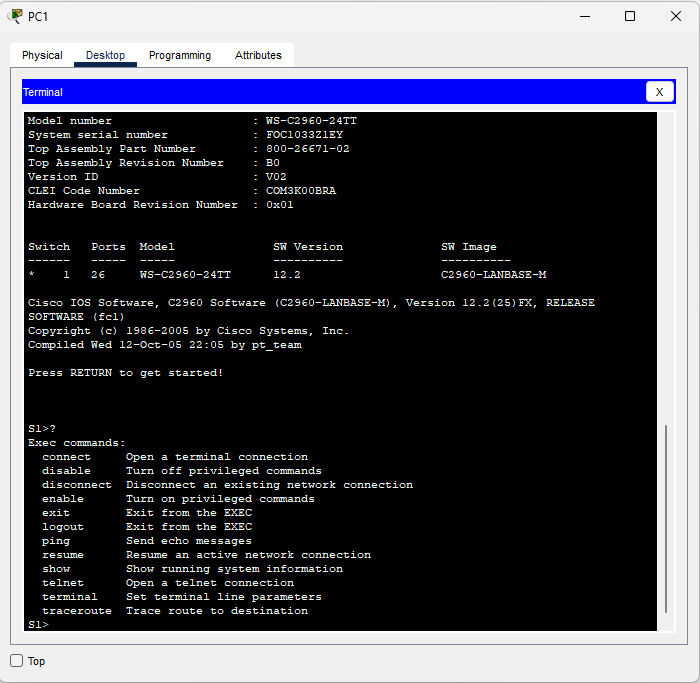 PC1
Physical Desktop Programming Attributes
Terminal X
Model number : WS-C2960-24TT
System serial number : FOC1033Z1EY
Top Assembly Part Number : 800-26671-02
Top Assembly Revision Number : B0
Version ID : V02
CLEI Code Number : COM3K00BRA
Hardware Board Revision Number : 0x01
Switch Ports Model SW Version SW Image
------ ----- ----- ---------- ----------
* 1 26 WS-C2960-24TT 12.2 C2960-LANBASE-M
Cisco IOS Software, C2960 Software (C2960-LANBASE-M), Version 12.2(25)FX, RELEASE
SOFTWARE (fc1)
Copyright (c) 1986-2005 by Cisco Systems, Inc.
Compiled Wed 12-Oct-05 22:05 by pt_team
Press RETURN to get started!
S1>?
Exec commands:
connect Open a terminal connection
disable Turn off privileged commands
disconnect Disconnect an existing network connection
enable Turn on privileged commands
exit Exit from the EXEC
logout Exit from the EXEC
ping Send echo messages
resume Resume an active network connection
show Show running system information
telnet Open a telnet connection
terminal Set terminal line parameters
traceroute Trace route to destination
S1>
Top